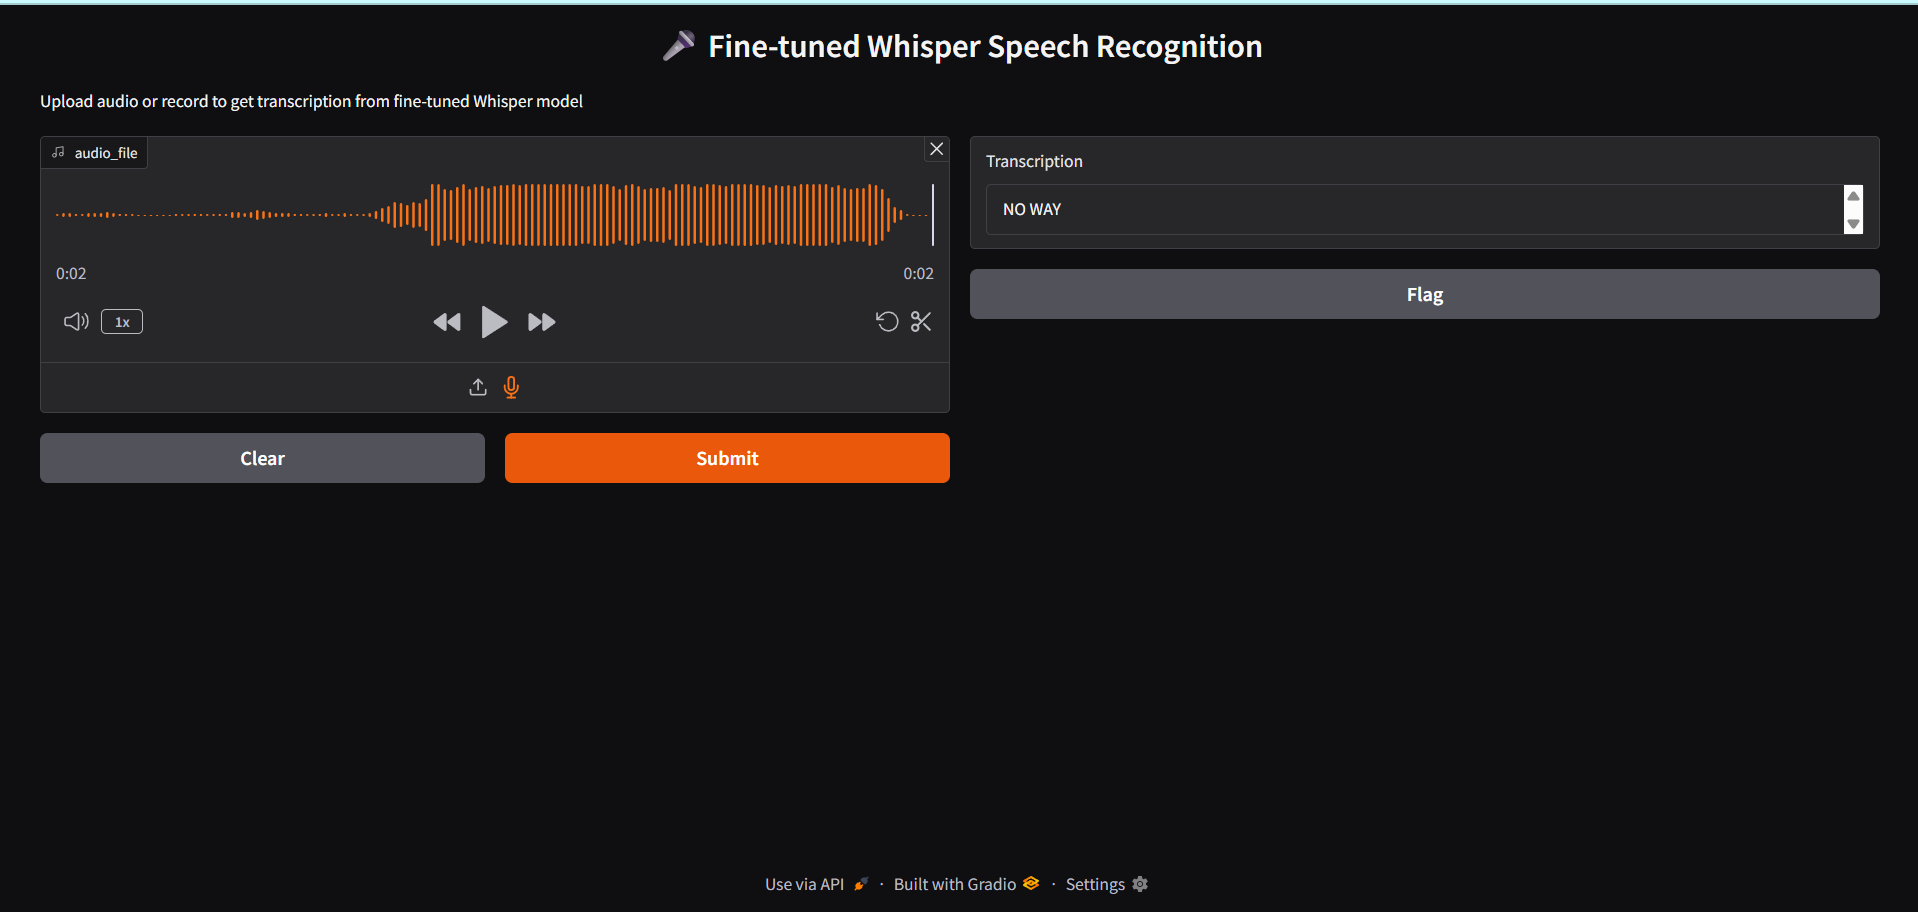 🎤 Fine-tuned Whisper Speech Recognition
Upload audio or record to get transcription from fine-tuned Whisper model
audio_file
0:02
0:02
1x
Clear
Submit
Transcription
NO WAY
Flag
Use via API 🚀 · Built with Gradio · Settings ⚙️